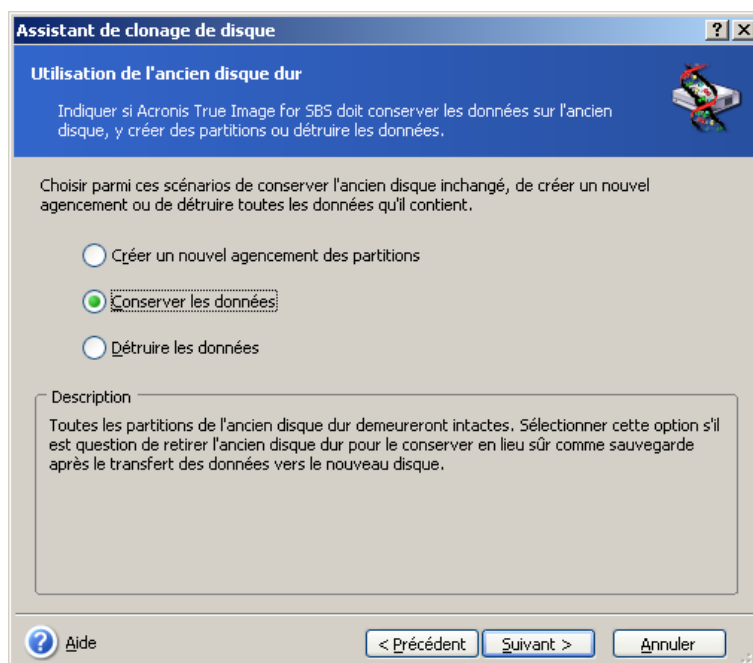 Assistant de clonage de disque
Utilisation de l'ancien disque dur
Indiquer si Acronis True Image for SBS doit conserver les données sur l'ancien
disque, y créer des partitions ou détruire les données.
Choisir parmi ces scénarios de conserver l'ancien disque inchangé, de créer un nouvel
agencement ou de détruire toutes les données qu'il contient.
Créer un nouvel agencement des partitions
Conserver les données
Détruire les données
Description
Toutes les partitions de l'ancien disque dur demeureront intactes. Sélectionner cette option s'il
est question de retirer l'ancien disque dur pour le conserver en lieu sûr comme sauvegarde
après le transfert des données vers le nouveau disque.
Aide
< Précédent
Suivant >
Annuler